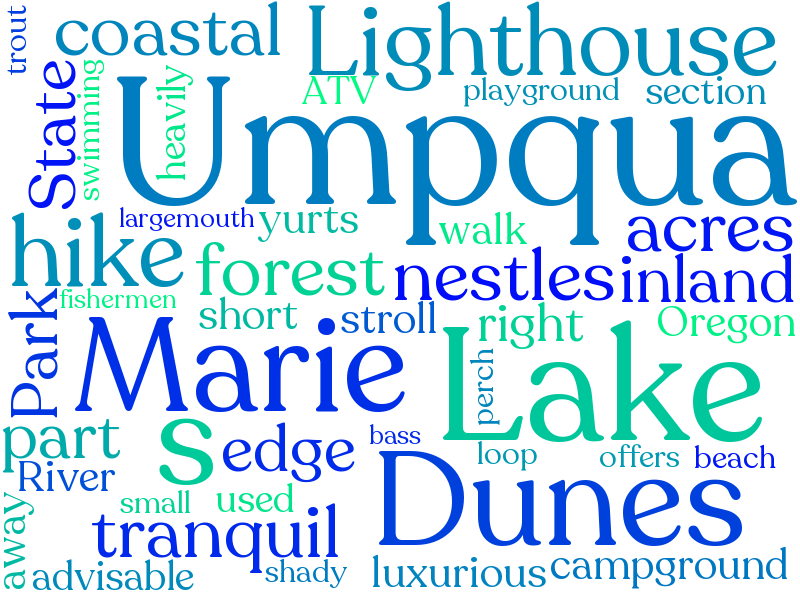 trout
coastal
Lighthouse
State
swimming
heavily
ATV
playground
section
Umpqua
largemouth
yurts
walk
acres
hike
forest
nestles
inland
fishermen
Park
short
stroll
right
Oregon
Marie
Lake
perch
part
s
edge
bass
loop
offers
beach
River
away
small
used
Dunes
tranquil
advisable
shady
luxurious
campground